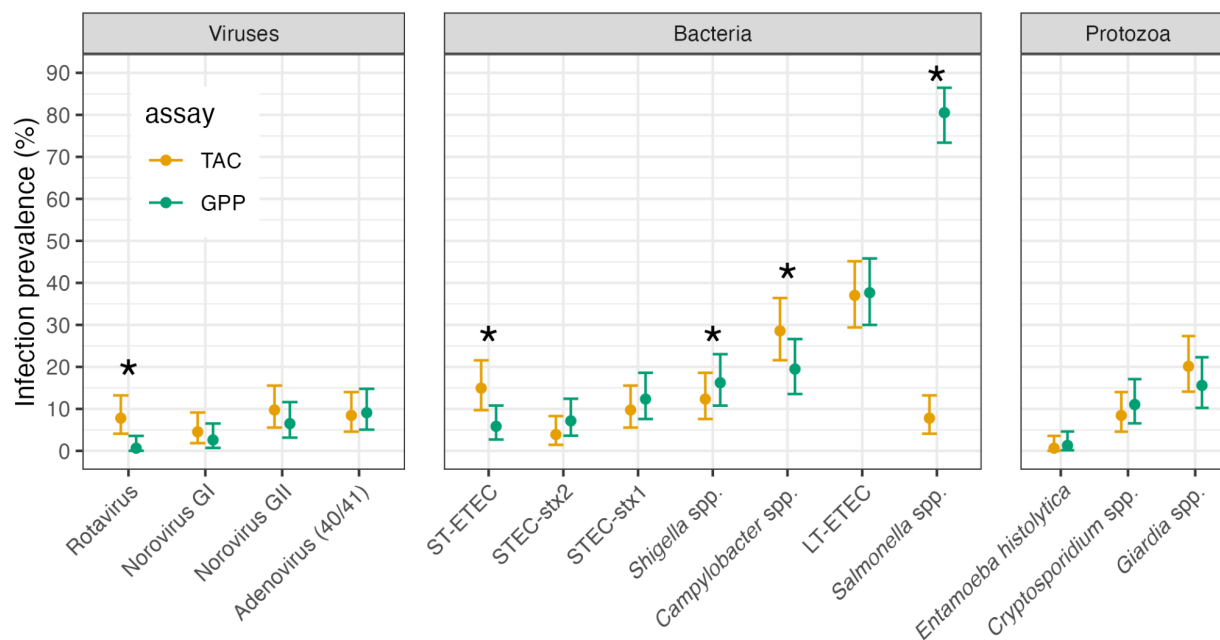 Viruses
Bacteria
Protozoa
Infection prevalence (%)
90
80
70
60
50
40
30
20
10
0
assay
TAC
GPP
*
*
*
*
*
Rotavirus
Norovirus GI
Norovirus GII
Adenovirus (40/41)
ST-ETEC
STEC-stx2
STEC-stx1
Shigella spp.
Campylobacter spp.
LT-ETEC
Salmonella spp.
Entamoeba histolytica
Cryptosporidium spp.
Giardia spp.